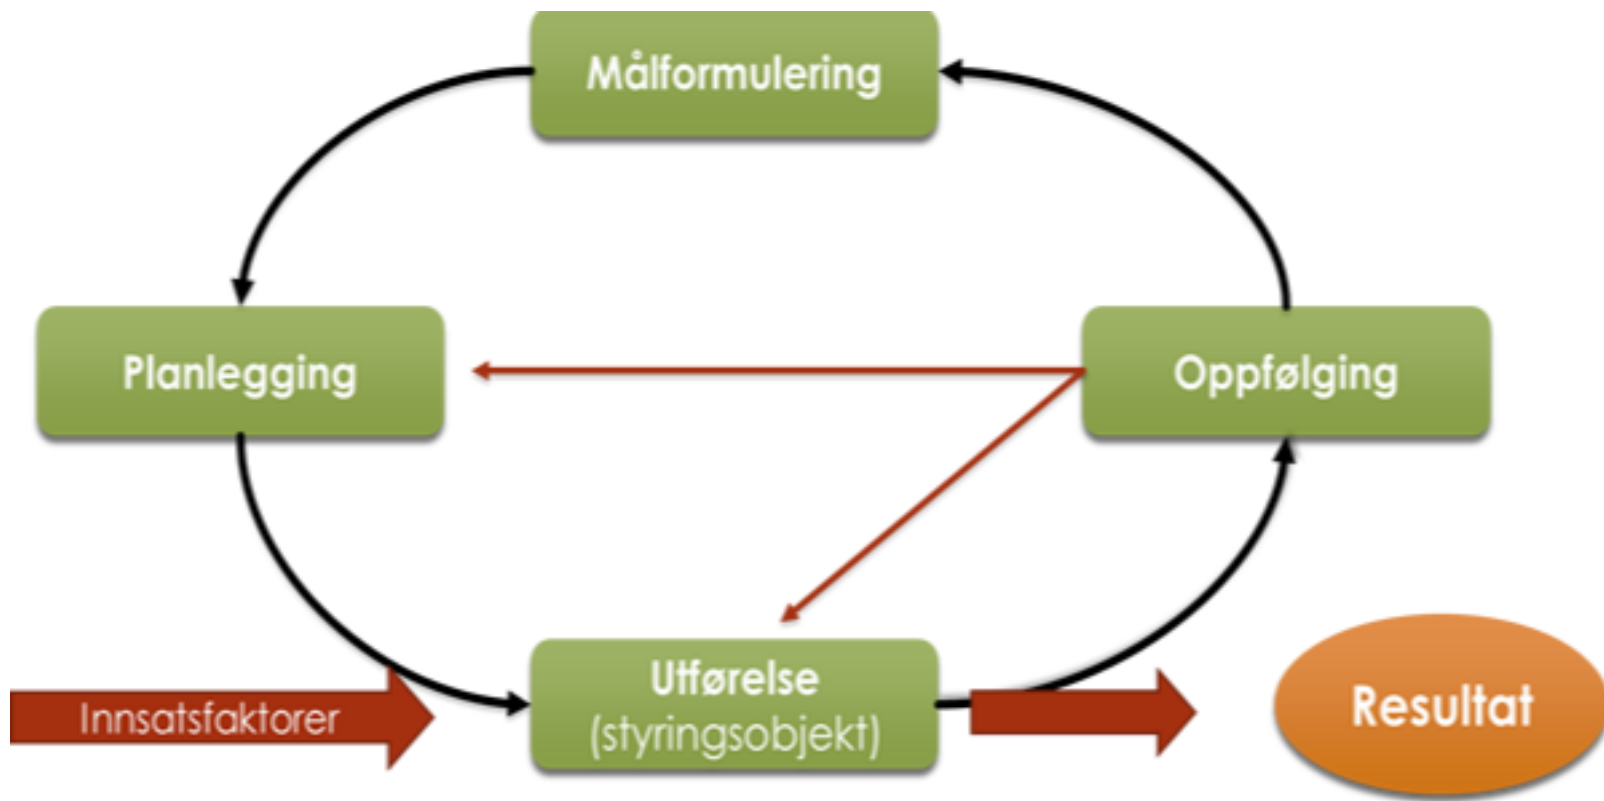 Målformulering
Planlegging
Oppfølging
Utførelse
(styringsobjekt)
Innsatsfaktorer
Resultat